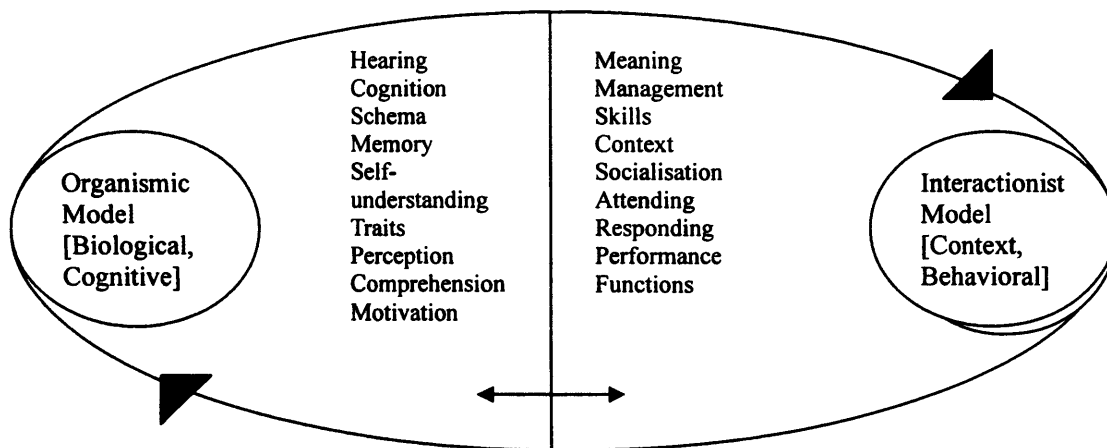 Organismic
Model
[Biological,
Cognitive]
Hearing
Cognition
Schema
Memory
Self-
understanding
Traits
Perception
Comprehension
Motivation
Meaning
Management
Skills
Context
Socialisation
Attending
Responding
Performance
Functions
Interactionist
Model
[Context,
Behavioral]